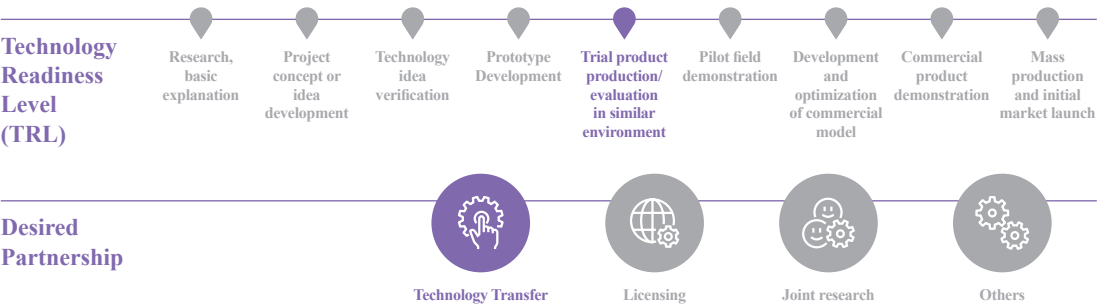 Technology
Readiness
Level
(TRL)
Research,
basic
explanation
Project
concept or
idea
development
Technology
idea
verification
Prototype
Development
Trial product
production/
evaluation
in similar
environment
Pilot field
demonstration
Development
and
optimization
of commercial
model
Commercial
product
demonstration
Mass
production
and initial
market launch
Desired
Partnership
Technology Transfer
Licensing
Joint research
Others